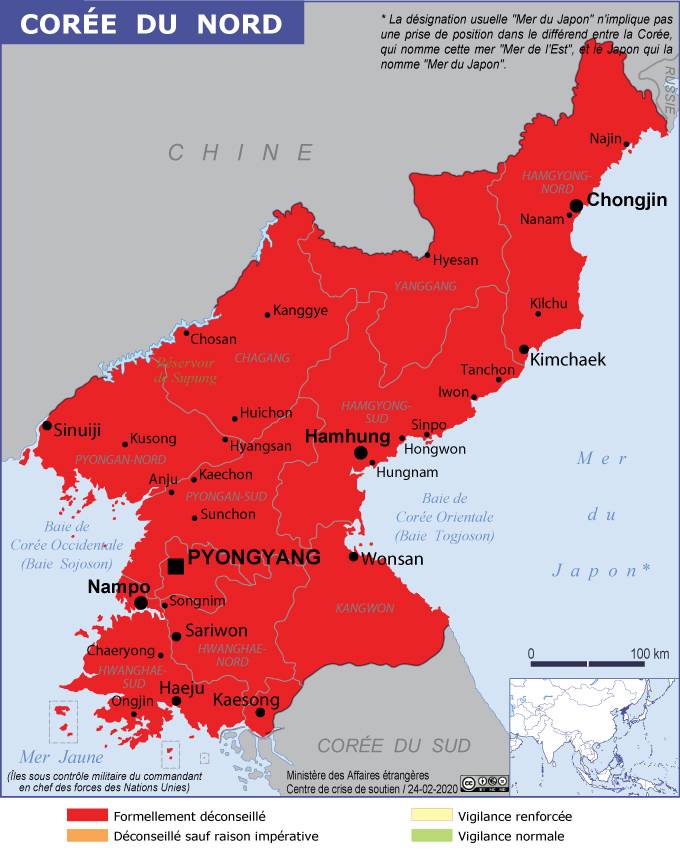 CORÉE DU NORD
* La désignation usuelle "Mer du Japon" n'implique pas
une prise de position dans le différend entre la Corée,
qui nomme cette mer "Mer de l'Est", et le Japon qui la
nomme "Mer du Japon".
RUSSIE
CHINE
Najin
HAMGYONG-
NORD
Chongjin
Nanam
Hyesan
YANGGANG
Kilchu
Kanggye
Chosan
CHAGANG
Réservoir
de Supung
Kimchaek
Tanchon
Iwon
HAMGYONG-
SUD
Huichon
Sinpo
Sinuiji
Kusong
Hyangsan
Hamhung
Hongwon
PYONGAN-NORD
Hungnam
Mer
Anju
Kaechon
PYONGAN-SUD
Sunchon
Baie de
Corée Orientale
(Baie Togjoson)
du
Baie de
Corée Occidentale
(Baie Sojoson)
PYONGYANG
Wonsan
Japon*
Nampo
Songnim
KANGWON
Sariwon
Chaeryong
HWANGHAE-
NORD
0
100 km
HWANGHAE-
SUD
Haeju
Ongjin
Kaesong
CORÉE DU SUD
Mer Jaune
(Îles sous contrôle militaire du commandant
en chef des forces des Nations Unies)
Ministère des Affaires étrangères
Centre de crise de soutien / 24-02-2020
cc
BY NC ND
Formellement déconseillé
Vigilance renforcée
Déconseillé sauf raison impérative
Vigilance normale